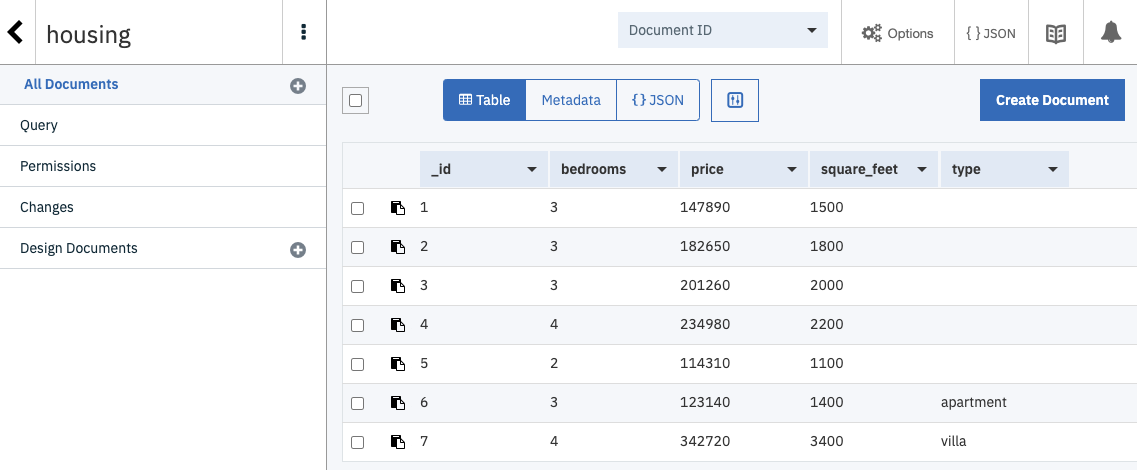 housing
Document ID
Options
{ } JSON
All Documents
Query
Permissions
Changes
Design Documents
Table
Metadata
{} JSON
Create Document
_id bedrooms price square_feet type
1 3 147890 1500
2 3 182650 1800
3 3 201260 2000
4 4 234980 2200
5 2 114310 1100
6 3 123140 1400 apartment
7 4 342720 3400 villa